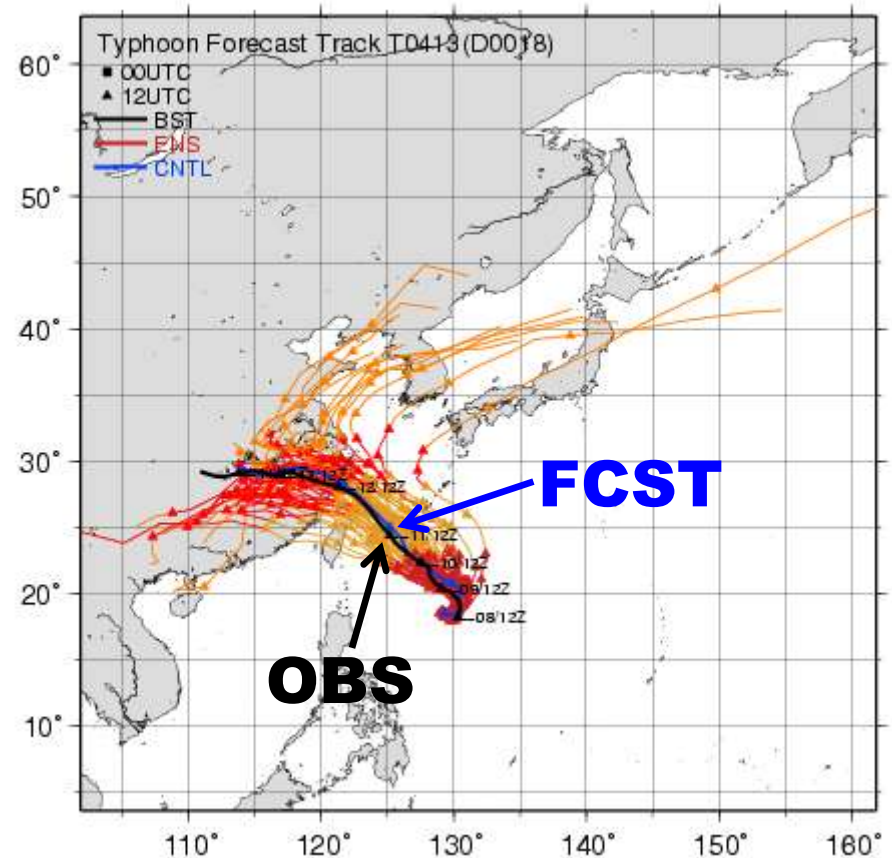 Typhoon Forecast Track T0413(D0018)
■ 00UTC
▲ 12UTC
BST
ENS
CNTL
60°
50°
40°
30°
20°
10°
FCST
12/12Z
11/12Z
10/12Z
09/12Z
08/12Z
OBS
110° 120° 130° 140° 150° 160°